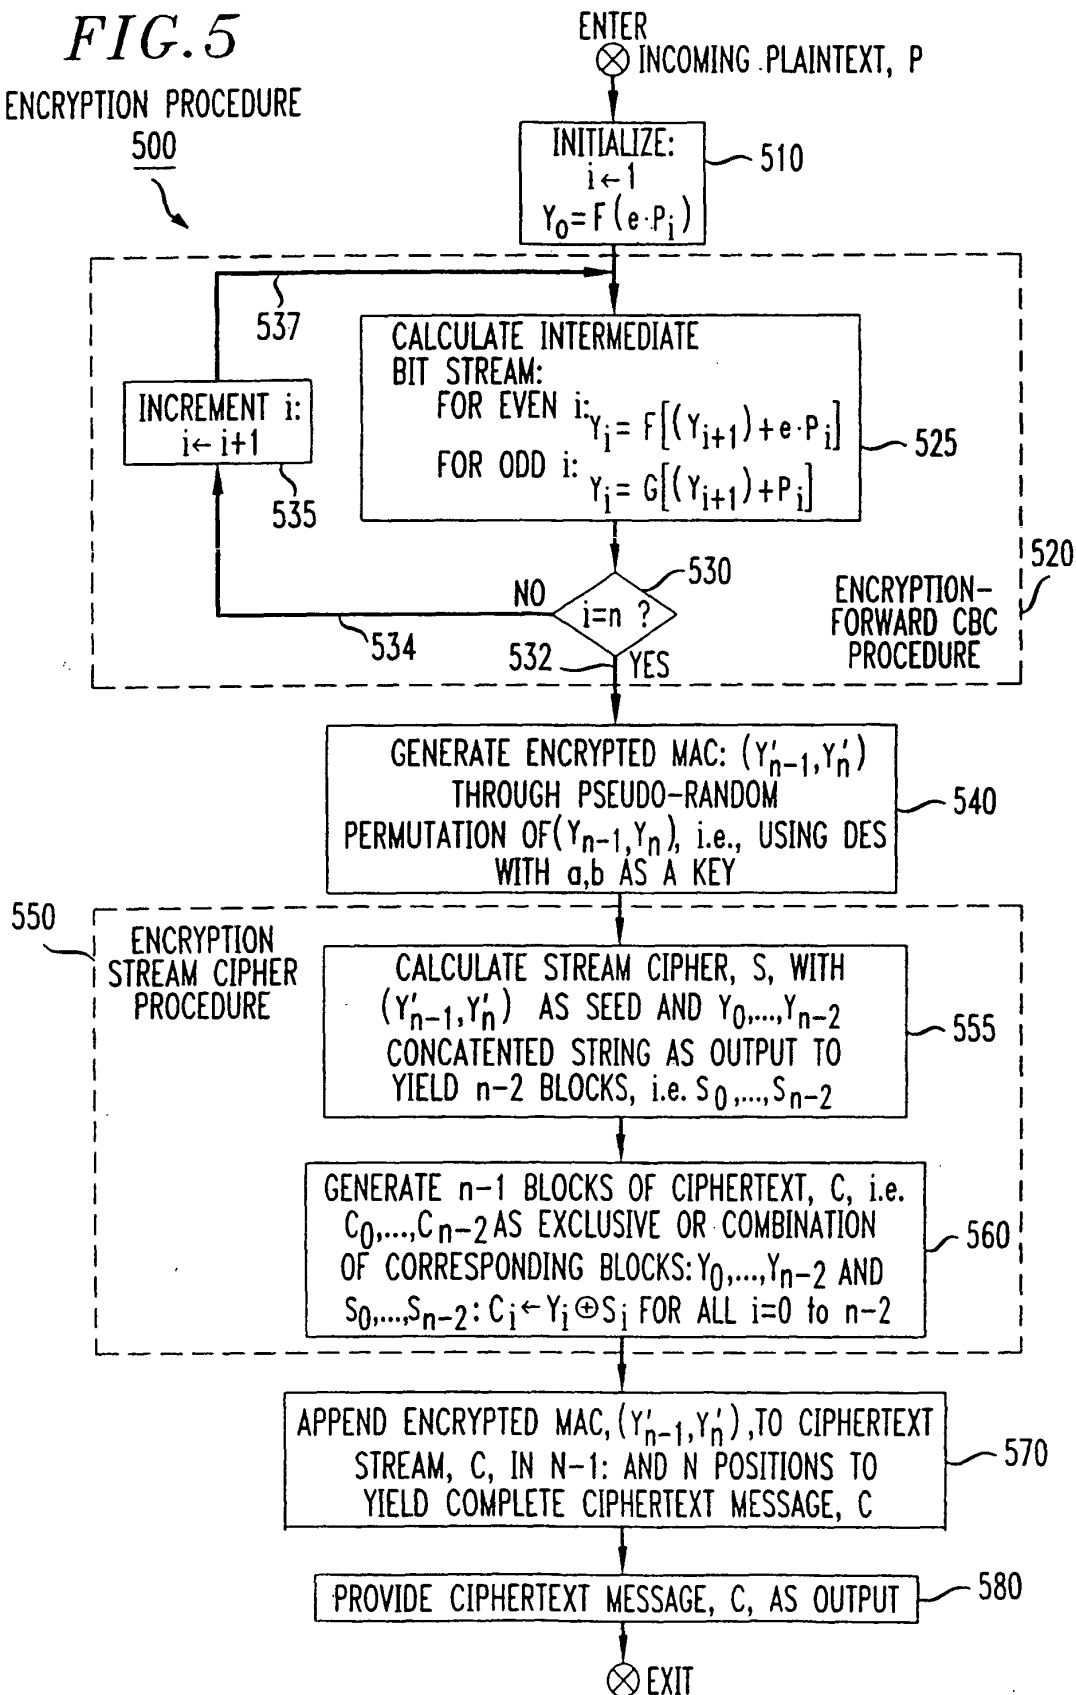 FIG.5
ENCRYPTION PROCEDURE
500
ENTER
INCOMING PLAINTEXT, P
INITIALIZE:
i ← 1
Y₀ = F(e·Pᵢ)
510
537
CALCULATE INTERMEDIATE
BIT STREAM:
FOR EVEN i: Yᵢ = F[(Yᵢ₊₁)+e·Pᵢ]
FOR ODD i: Yᵢ = G[(Yᵢ₊₁)+Pᵢ]
525
INCREMENT i:
i ← i+1
535
530
i=n ?
NO
534
532
YES
ENCRYPTION-
FORWARD CBC
PROCEDURE
520
GENERATE ENCRYPTED MAC: (Y'ₙ₋₁,Y'ₙ)
THROUGH PSEUDO-RANDOM
PERMUTATION OF(Yₙ₋₁,Yₙ), i.e., USING DES
WITH a,b AS A KEY
540
550
ENCRYPTION
STREAM CIPHER
PROCEDURE
CALCULATE STREAM CIPHER, S, WITH
(Y'ₙ₋₁,Y'ₙ) AS SEED AND Y₀,...,Yₙ₋₂
CONCATENTED STRING AS OUTPUT TO
YIELD n-2 BLOCKS, i.e. S₀,...,Sₙ₋₂
555
GENERATE n-1 BLOCKS OF CIPHERTEXT, C, i.e.
C₀,...,Cₙ₋₂ AS EXCLUSIVE OR COMBINATION
OF CORRESPONDING BLOCKS: Y₀,...,Yₙ₋₂ AND
S₀,...,Sₙ₋₂: Cᵢ ← Yᵢ ⊕ Sᵢ FOR ALL i=0 to n-2
560
APPEND ENCRYPTED MAC,(Y'ₙ₋₁,Y'ₙ),TO CIPHERTEXT
STREAM, C, IN N-1: AND N POSITIONS TO
YIELD COMPLETE CIPHERTEXT MESSAGE, C
570
PROVIDE CIPHERTEXT MESSAGE, C, AS OUTPUT
580
EXIT